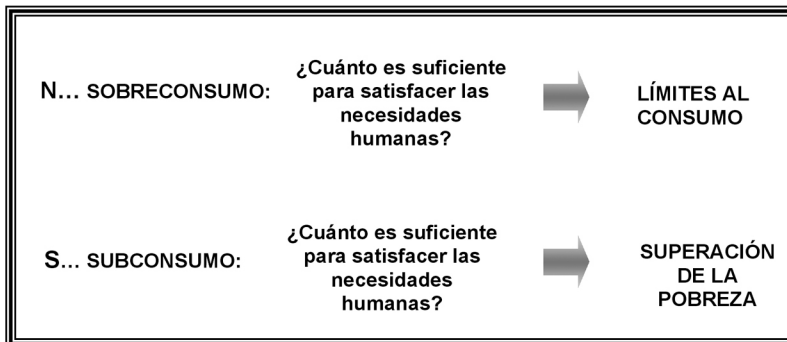 N... SOBRECONSUMO:
¿Cuánto es suficiente
para satisfacer las
necesidades
humanas?
LÍMITES AL
CONSUMO
S... SUBCONSUMO:
¿Cuánto es suficiente
para satisfacer las
necesidades
humanas?
SUPERACIÓN
DE LA
POBREZA